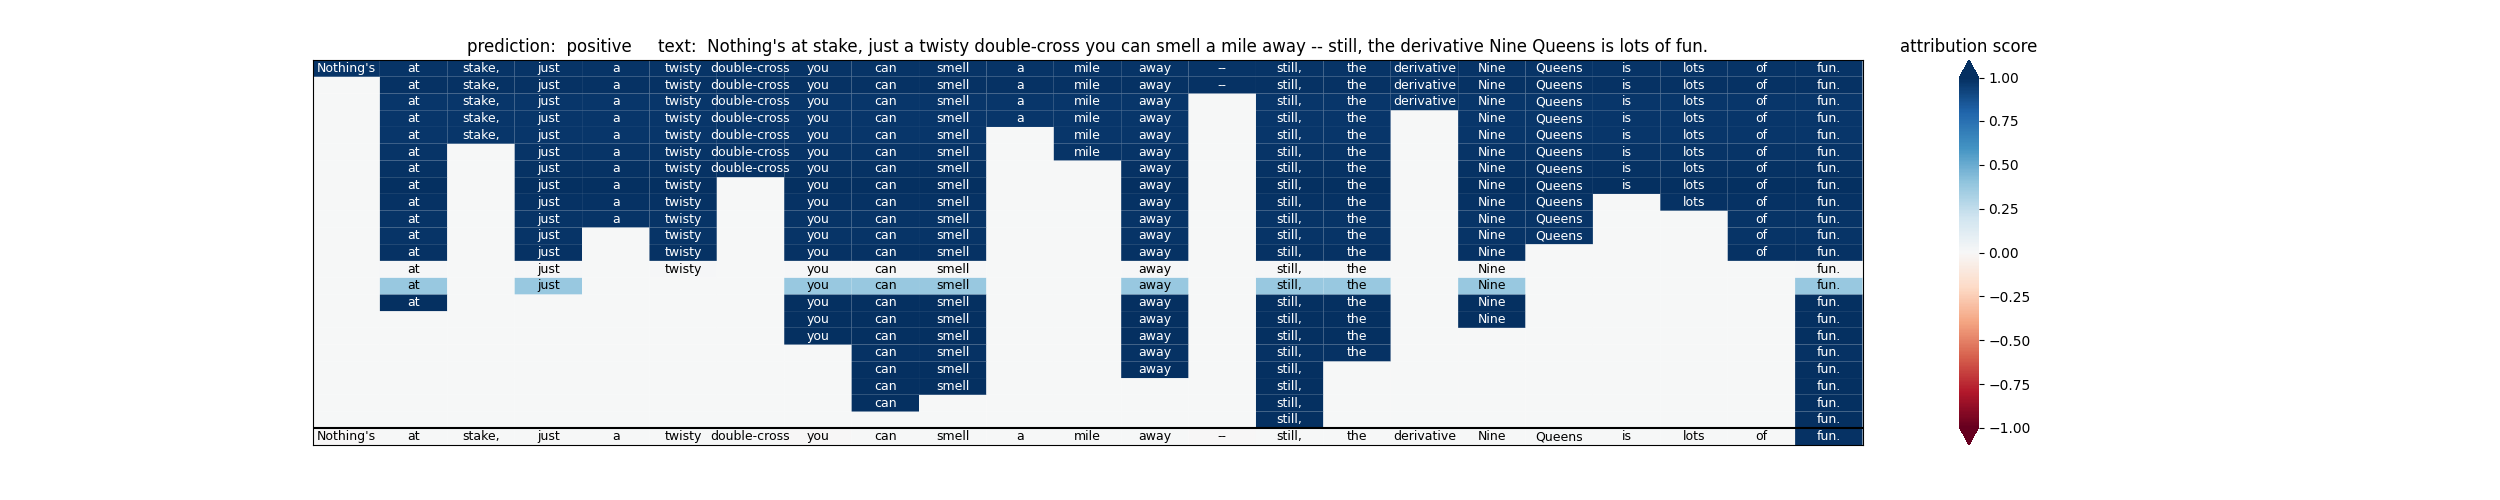 prediction: positive text: Nothing's at stake, just a twisty double-cross you can smell a mile away -- still, the derivative Nine Queens is lots of fun.
Nothing's at stake, just a twisty double-cross you can smell a mile away -- still, the derivative Nine Queens is lots of fun.
at stake, just a twisty double-cross you can smell a mile away -- still, the derivative Nine Queens is lots of fun.
at stake, just a twisty double-cross you can smell a mile away still, the derivative Nine Queens is lots of fun.
at stake, just a twisty double-cross you can smell a mile away still, the Nine Queens is lots of fun.
at stake, just a twisty double-cross you can smell mile away still, the Nine Queens is lots of fun.
at just a twisty double-cross you can smell mile away still, the Nine Queens is lots of fun.
at just a twisty double-cross you can smell away still, the Nine Queens is lots of fun.
at just a twisty you can smell away still, the Nine Queens is lots of fun.
at just a twisty you can smell away still, the Nine Queens lots of fun.
at just a twisty you can smell away still, the Nine Queens of fun.
at just twisty you can smell away still, the Nine Queens of fun.
at just twisty you can smell away still, the Nine of fun.
at just twisty you can smell away still, the Nine fun.
at just you can smell away still, the Nine fun.
at you can smell away still, the Nine fun.
you can smell away still, the Nine fun.
you can smell away still, the fun.
can smell away still, the fun.
can smell away still, fun.
can smell still, fun.
can still, fun.
still, fun.
Nothing's at stake, just a twisty double-cross you can smell a mile away -- still, the derivative Nine Queens is lots of fun.
attribution score
1.00
0.75
0.50
0.25
0.00
−0.25
−0.50
−0.75
−1.00